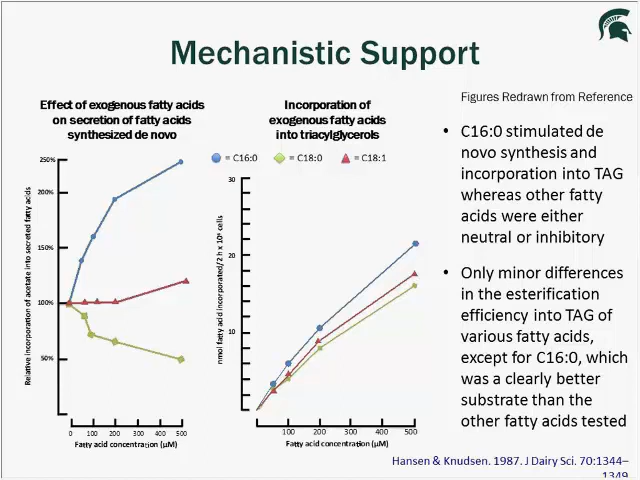 Mechanistic Support
Effect of exogenous fatty acids
on secretion of fatty acids
synthesized de novo
Incorporation of
exogenous fatty acids
into triacylglycerols
Figures Redrawn from Reference
= C16:0
= C18:0
= C18:1
Relative incorporation of acetate into secreted fatty acids
250%
200%
150%
100%
50%
0
100
200
300
400
500
Fatty acid concentration (μM)
nmol fatty acid incorporated/2 h x 10⁶ cells
30
20
10
100
200
300
400
500
Fatty acid concentration (μM)
• C16:0 stimulated de
novo synthesis and
incorporation into TAG
whereas other fatty
acids were either
neutral or inhibitory
• Only minor differences
in the esterification
efficiency into TAG of
various fatty acids,
except for C16:0, which
was a clearly better
substrate than the
other fatty acids tested
Hansen & Knudsen. 1987. J Dairy Sci. 70:1344–
1349